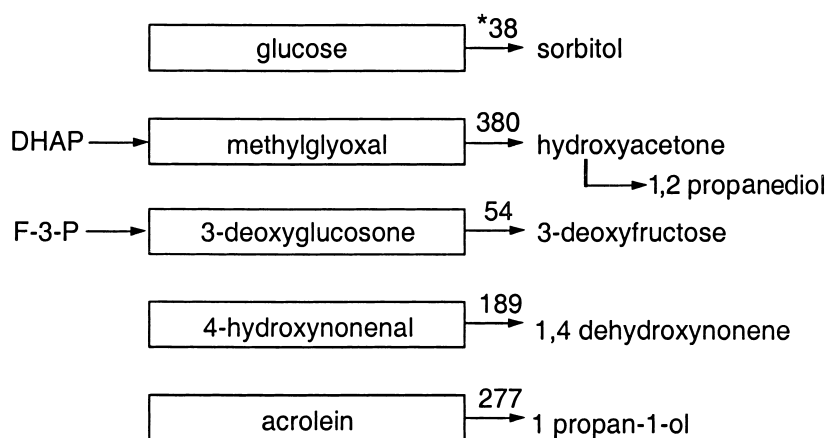 glucose *38 sorbitol
DHAP methylglyoxal 380 hydroxyacetone
1,2 propanediol
F-3-P 3-deoxyglucosone 54 3-deoxyfructose
4-hydroxynonenal 189 1,4 dehydroxynonene
acrolein 277 1 propan-1-ol